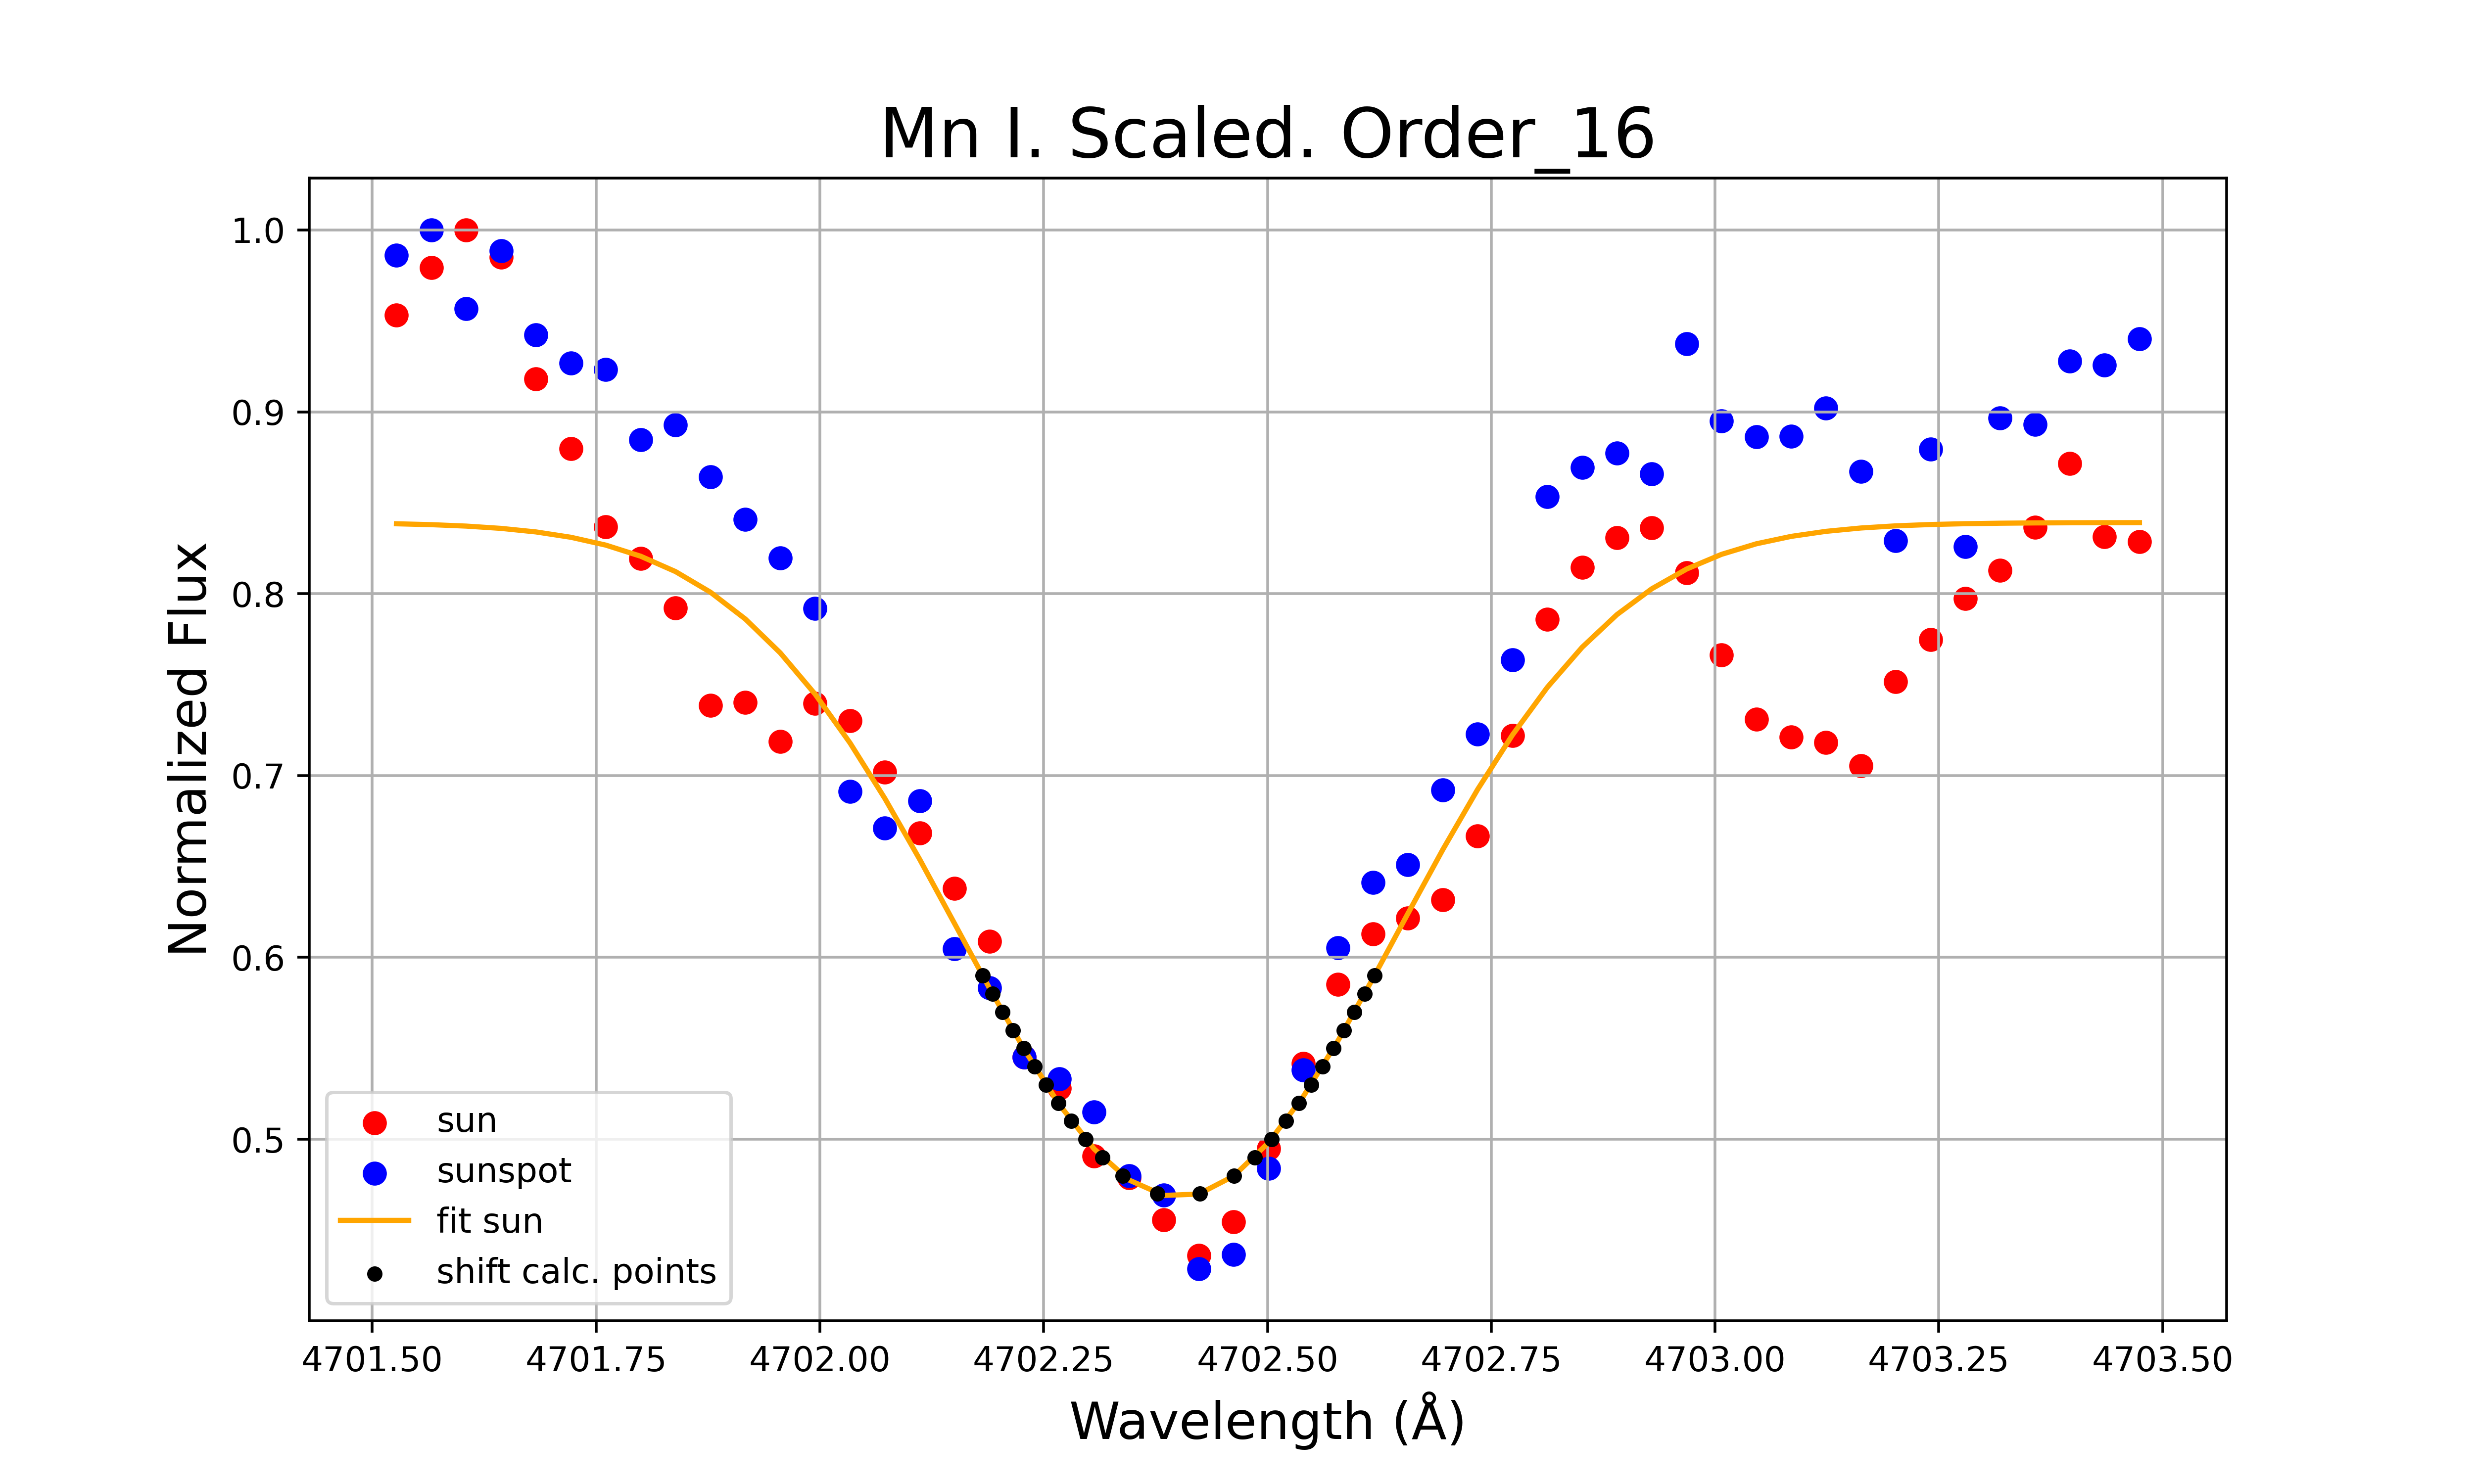 Mn I. Scaled. Order_16
Normalized Flux
1.0
0.9
0.8
0.7
0.6
0.5
sun
sunspot
fit sun
shift calc. points
4701.50 4701.75 4702.00 4702.25 4702.50 4702.75 4703.00 4703.25 4703.50
Wavelength (Å)